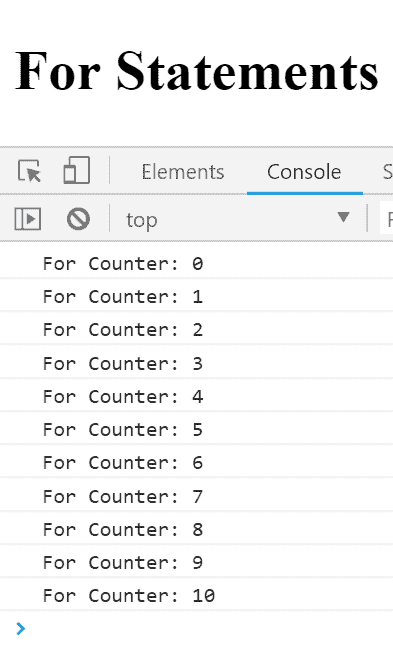 For Statements
Elements Console S
top F
For Counter: 0
For Counter: 1
For Counter: 2
For Counter: 3
For Counter: 4
For Counter: 5
For Counter: 6
For Counter: 7
For Counter: 8
For Counter: 9
For Counter: 10